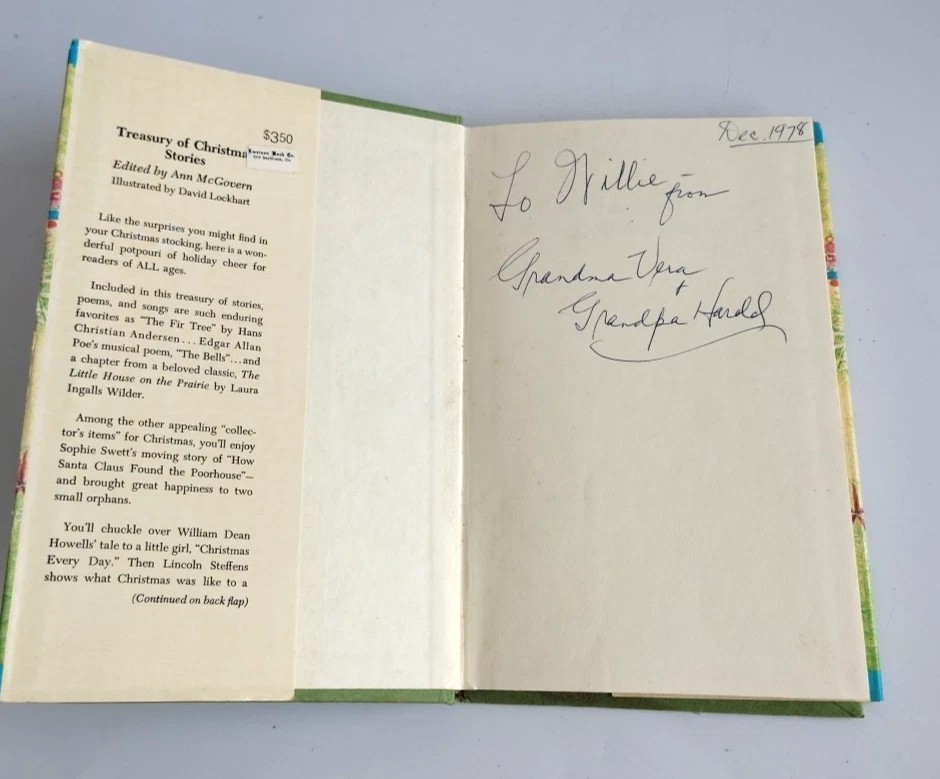 $3.50
Treasury of Christma
Stories
Edited by Ann McGovern
Illustrated by David Lockhart
Like the surprises you might find in
your Christmas stocking, here is a won-
derful potpouri of holiday cheer for
readers of ALL ages.
Included in this treasury of stories,
poems, and songs are such enduring
favorites as "The Fir Tree" by Hans
Christian Andersen... Edgar Allan
Poe's musical poem, "The Bells"...and
a chapter from a beloved classic, The
Little House on the Prairie by Laura
Ingalls Wilder.
Among the other appealing "collec-
tor's items" for Christmas, you'll enjoy
Sophie Swett's moving story of "How
Santa Claus Found the Poorhouse"—
and brought great happiness to two
small orphans.
You'll chuckle over William Dean
Howells' tale to a little girl, "Christmas
Every Day." Then Lincoln Steffens
shows what Christmas was like to a
(Continued on back flap)
Dec. 1978
To Willie from
Grandma Vera
+
Grandpa Harold